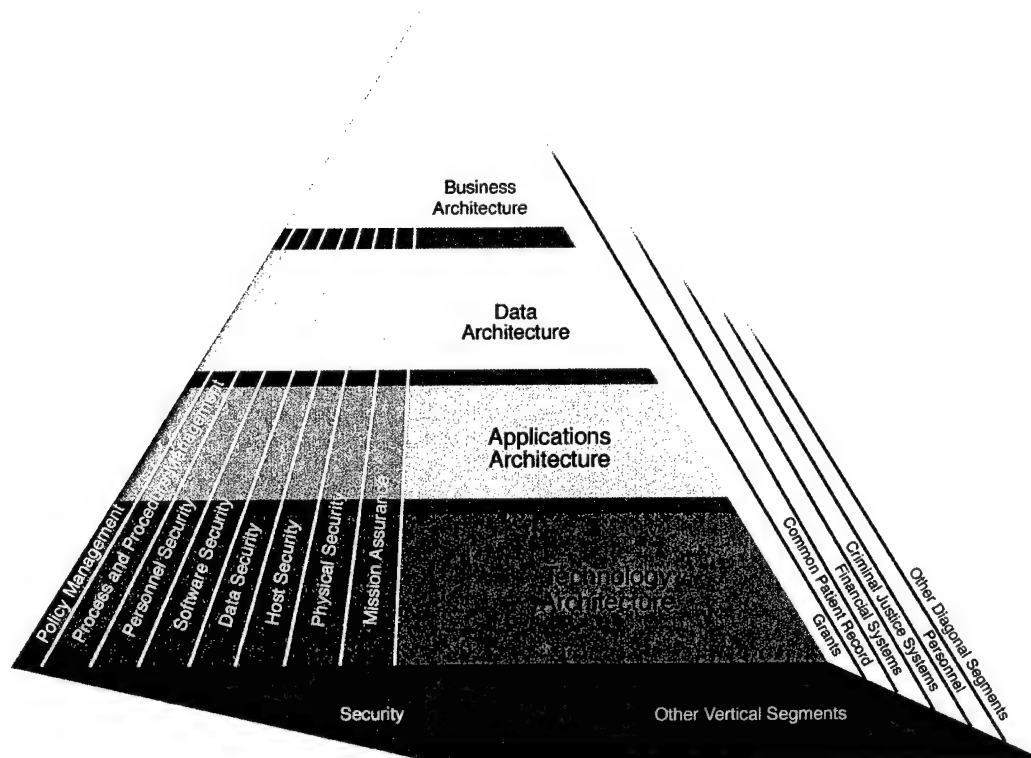 Business
Architecture
Data
Architecture
Applications
Architecture
Technology
Architecture
Policy Management
Process and Procedure Management
Personnel Security
Software Security
Data Security
Host Security
Physical Security
Mission Assurance
Grants
Common Patient Record
Financial Systems
Criminal Justice Systems
Personnel
Other Diagonal Segments
Security
Other Vertical Segments